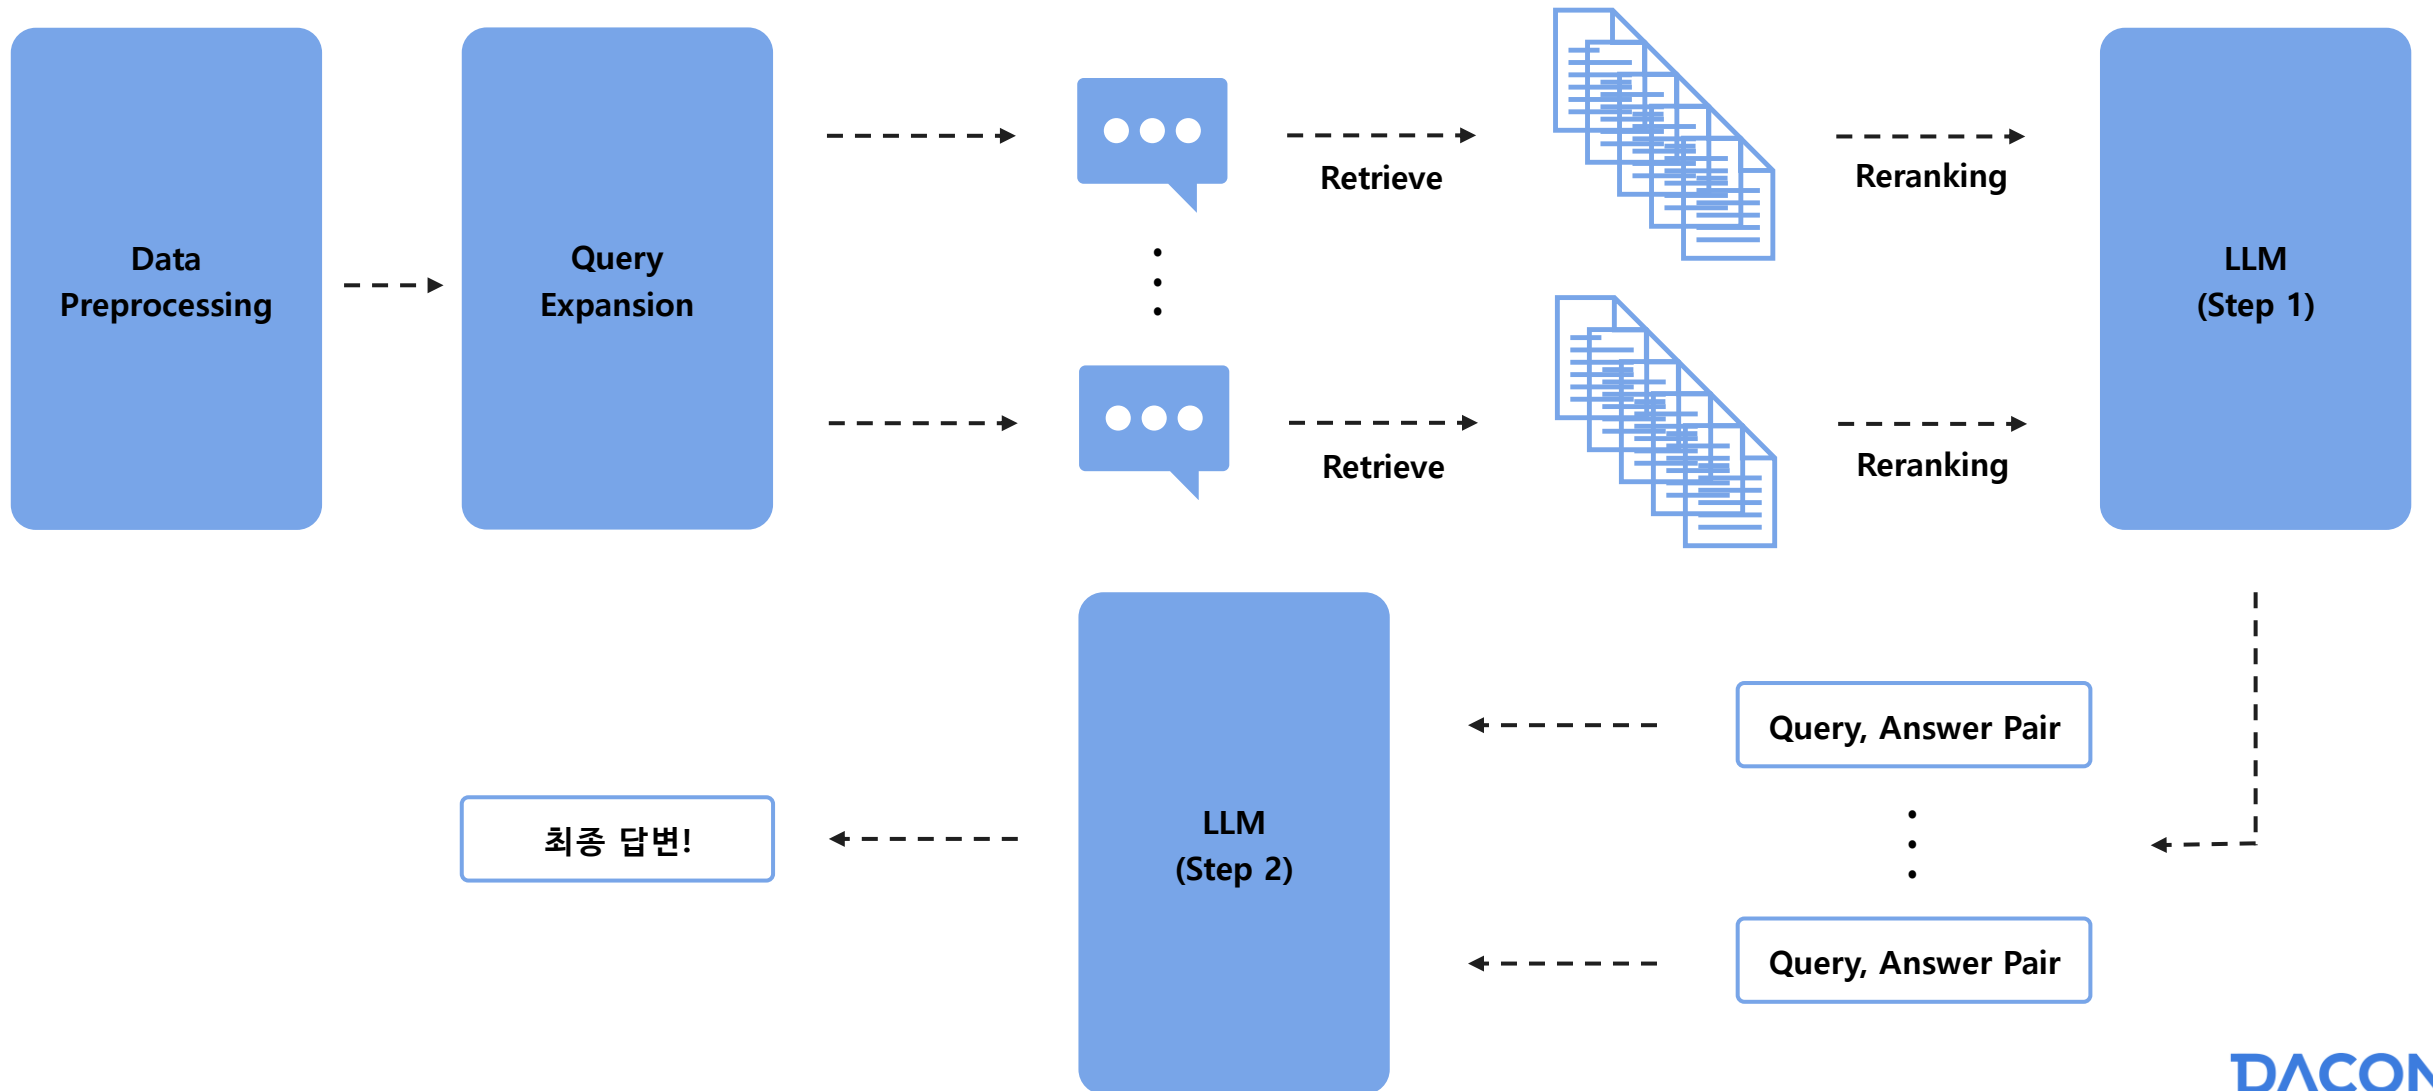 Data
Preprocessing
Query
Expansion
Retrieve
Reranking
LLM
(Step 1)
Retrieve
Reranking
Query, Answer Pair
최종 답변!
LLM
(Step 2)
Query, Answer Pair
DACON